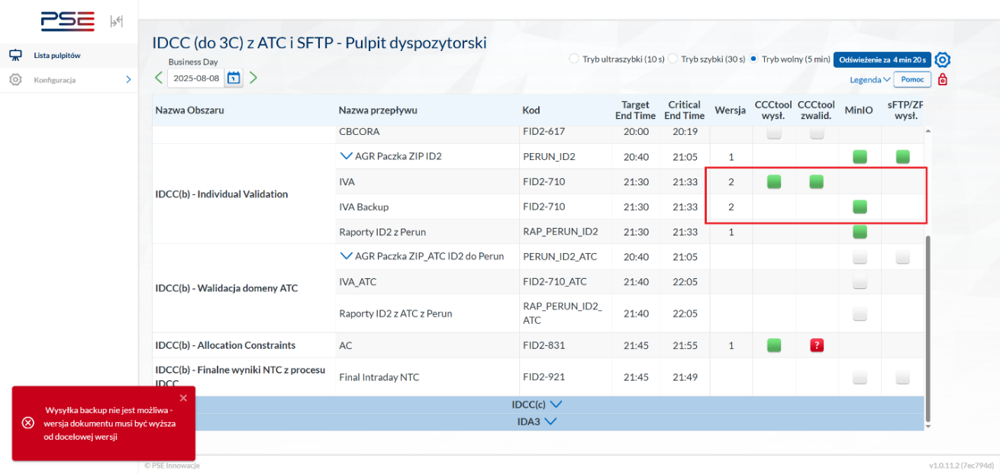 PSE
Lista pulpitów
Konfiguracja
IDCC (do 3C) z ATC i SFTP - Pulpit dyspozytorski
Business Day
2025-08-08
Tryb ultraszybki (10 s) Tryb szybki (30 s) Tryb wolny (5 min) Odświeżenie za 4 min 20 s
Legenda Pomoc
Nazwa Obszaru Nazwa przepływu Kod Target End Time Critical End Time Wersja CCCtool wysł. CCCtool zwalid. MinIO sFTP/ZP wysł.
CBCORA FID2-617 20:00 20:19
IDCC(b) - Individual Validation
AGR Paczka ZIP ID2 PERUN_ID2 20:40 21:05 1
IVA FID2-710 21:30 21:33 2
IVA Backup FID2-710 21:30 21:33 2
Raporty ID2 z Perun RAP_PERUN_ID2 21:30 21:33 1
IDCC(b) - Walidacja domeny ATC
AGR Paczka ZIP_ATC ID2 do Perun PERUN_ID2_ATC 20:40 21:05
IVA_ATC FID2-710_ATC 21:40 22:05
Raporty ID2 z ATC z Perun RAP_PERUN_ID2_ATC 21:40 22:05
IDCC(b) - Allocation Constraints AC FID2-831 21:45 21:55 1 ?
IDCC(b) - Finalne wyniki NTC z procesu IDCC Final Intraday NTC FID2-921 21:45 21:49
IDCC(c)
IDA3
Wysyłka backup nie jest możliwa -
wersja dokumentu musi być wyższa
od docelowej wersji
© PSE Innowacje
v1.0.11.2 (7ec794d)